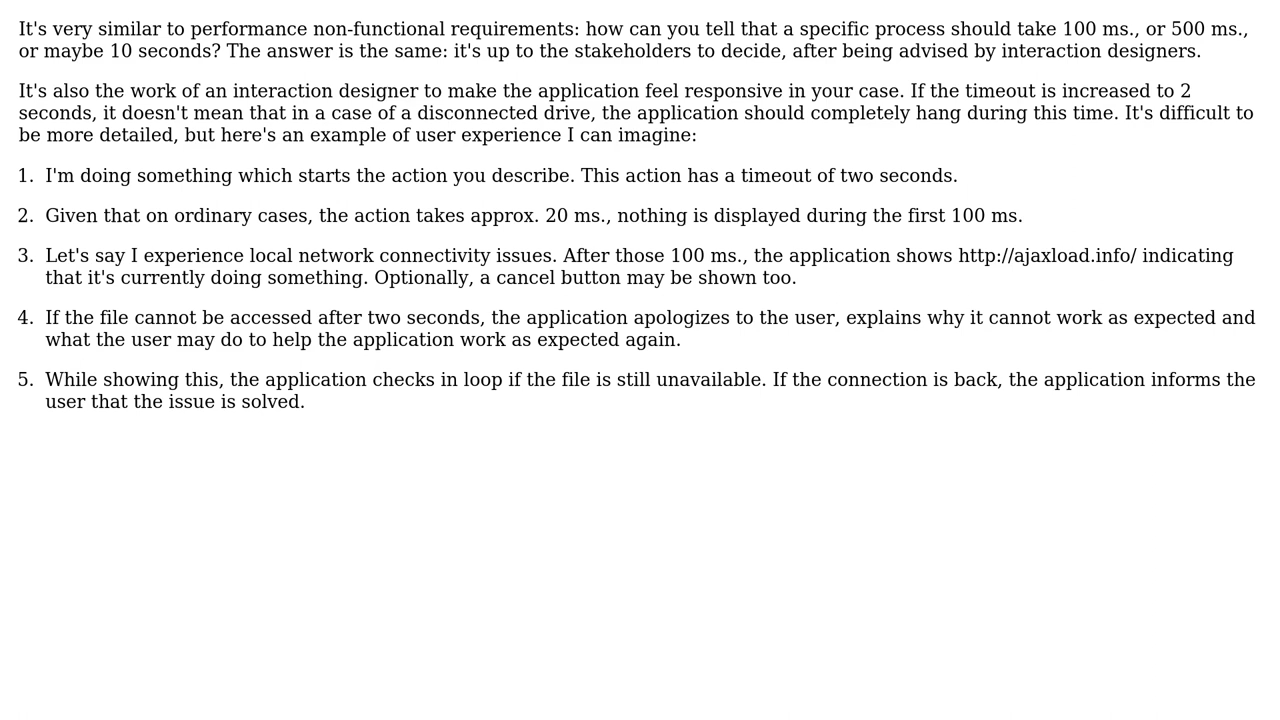 It's very similar to performance non-functional requirements: how can you tell that a specific process should take 100 ms., or 500 ms.,
or maybe 10 seconds? The answer is the same: it's up to the stakeholders to decide, after being advised by interaction designers.
It's also the work of an interaction designer to make the application feel responsive in your case. If the timeout is increased to 2
seconds, it doesn't mean that in a case of a disconnected drive, the application should completely hang during this time. It's difficult to
be more detailed, but here's an example of user experience I can imagine:
1. I'm doing something which starts the action you describe. This action has a timeout of two seconds.
2. Given that on ordinary cases, the action takes approx. 20 ms., nothing is displayed during the first 100 ms.
3. Let's say I experience local network connectivity issues. After those 100 ms., the application shows http://ajaxload.info/ indicating
that it's currently doing something. Optionally, a cancel button may be shown too.
4. If the file cannot be accessed after two seconds, the application apologizes to the user, explains why it cannot work as expected and
what the user may do to help the application work as expected again.
5. While showing this, the application checks in loop if the file is still unavailable. If the connection is back, the application informs the
user that the issue is solved.